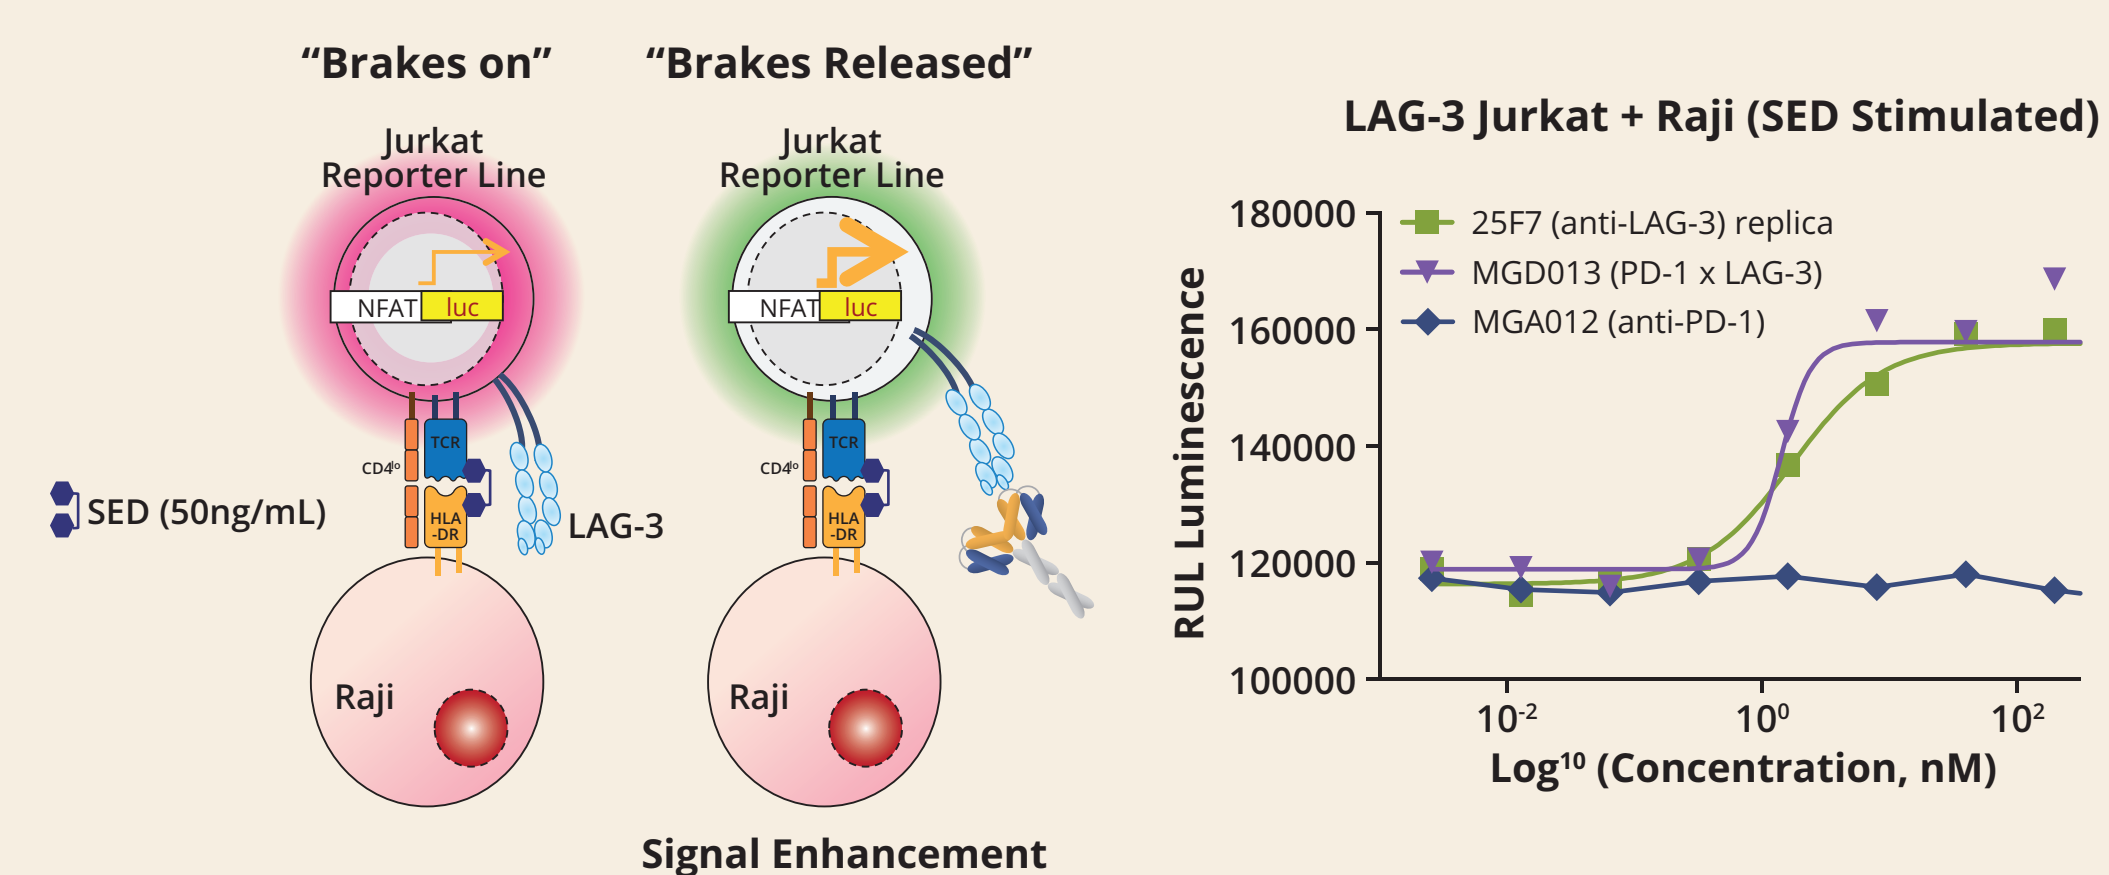 “Brakes on”
“Brakes Released”
Jurkat
Reporter Line
NFAT
luc
TCR
CD4lo
HLA
-DR
SED (50ng/mL)
LAG-3
Raji
Jurkat
Reporter Line
NFAT
luc
TCR
CD4lo
HLA
-DR
Raji
Signal Enhancement
LAG-3 Jurkat + Raji (SED Stimulated)
25F7 (anti-LAG-3) replica
MGD013 (PD-1 x LAG-3)
MGA012 (anti-PD-1)
RUL Luminescence
180000
160000
140000
120000
100000
10-2
100
102
Log10 (Concentration, nM)